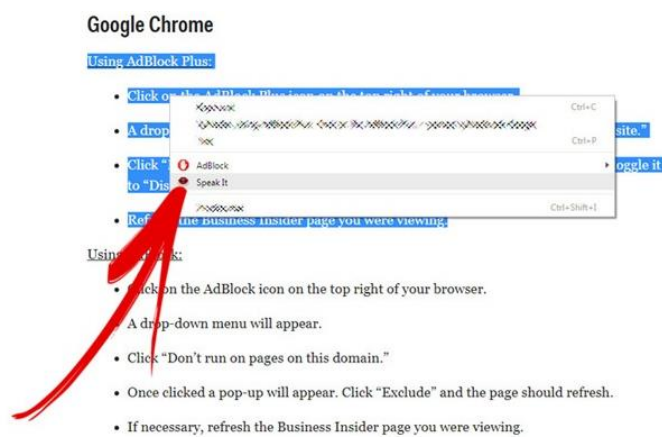 Google Chrome
Using AdBlock Plus:
• Click on the AdBlock Plus icon on the top right of your browser.
Ctrl+C
• A drop site.”
Ctrl+P
AdBlock
• Click “ oggle it
Speak It
to “Dis
Ctrl+Shift+I
• Refresh the Business Insider page you were viewing.
Using AdBlock:
• Click on the AdBlock icon on the top right of your browser.
• A drop-down menu will appear.
• Click “Don’t run on pages on this domain.”
• Once clicked a pop-up will appear. Click “Exclude” and the page should refresh.
• If necessary, refresh the Business Insider page you were viewing.